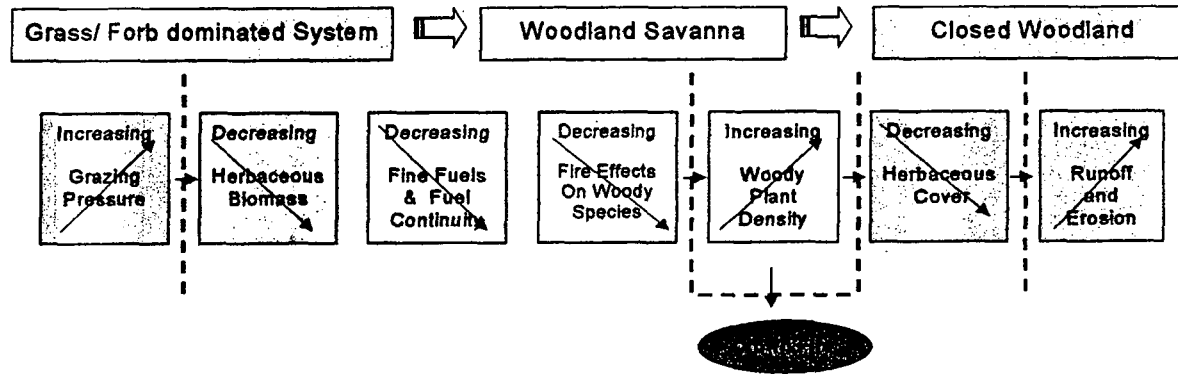 Grass/ Forb dominated System
Woodland Savanna
Closed Woodland
Increasing
Grazing
Pressure
Decreasing
Herbaceous
Biomass
Decreasing
Fine Fuels
& Fuel
Continuity
Decreasing
Fire Effects
On Woody
Species
Increasing
Woody
Plant
Density
Decreasing
Herbaceous
Cover
Increasing
Runoff
and
Erosion